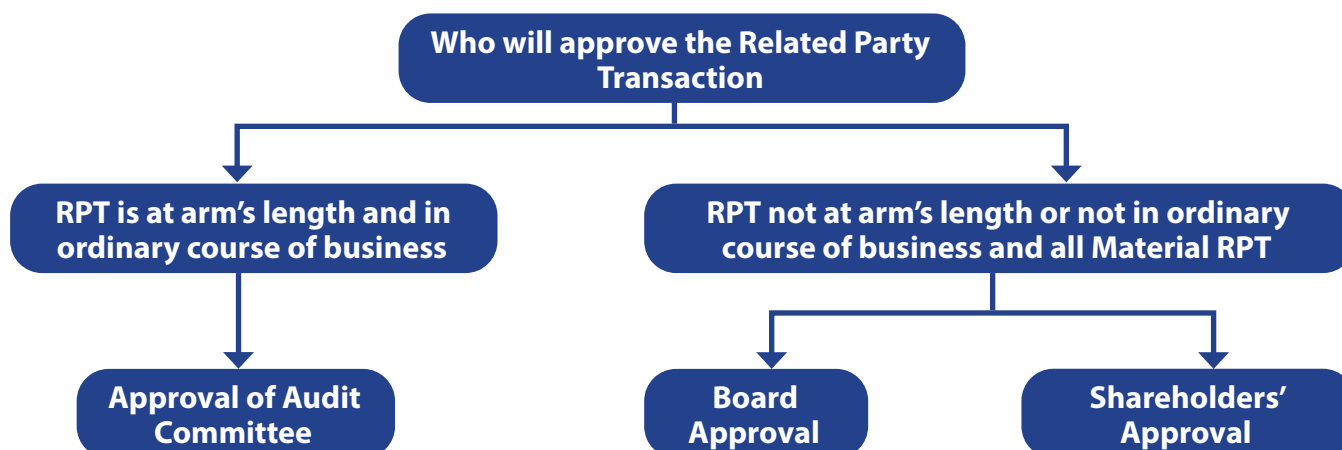 Who will approve the Related Party
Transaction
RPT is at arm’s length and in
ordinary course of business
RPT not at arm’s length or not in ordinary
course of business and all Material RPT
Approval of Audit
Committee
Board
Approval
Shareholders’
Approval